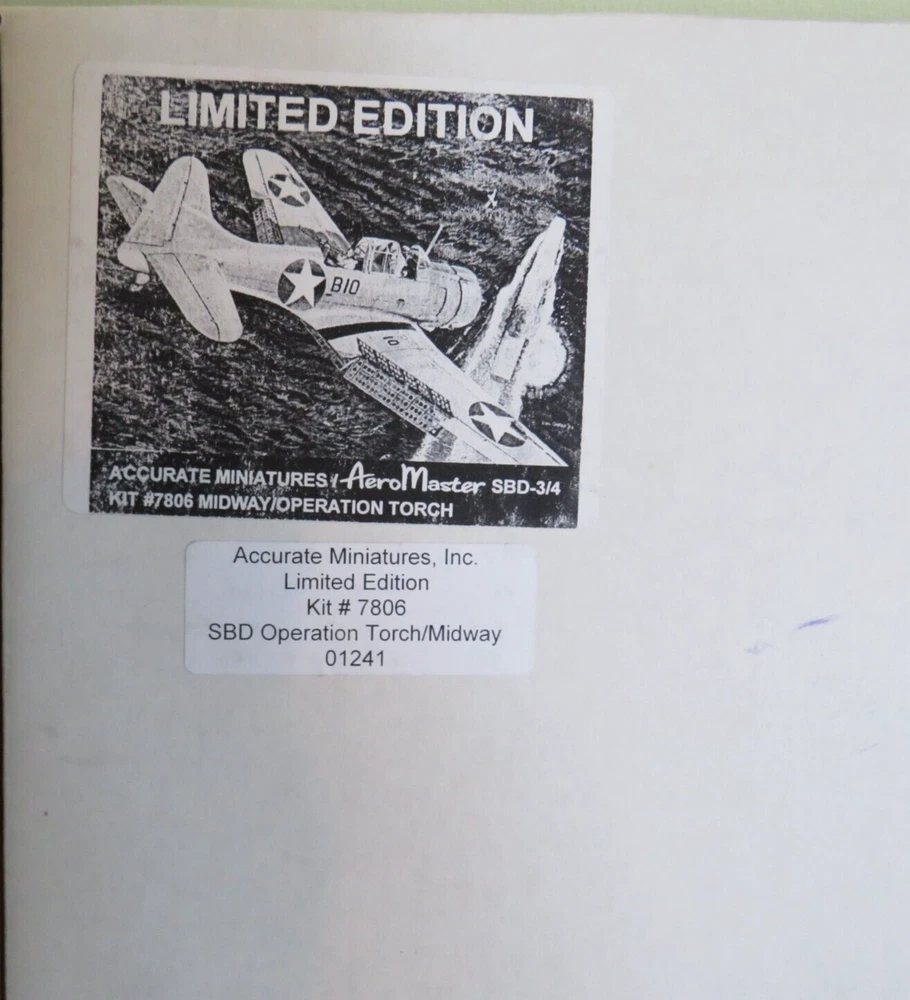 LIMITED EDITION
B10
10
ACCURATE MINIATURES / AeroMaster SBD-3/4
KIT #7806 MIDWAY/OPERATION TORCH
Accurate Miniatures, Inc.
Limited Edition
Kit # 7806
SBD Operation Torch/Midway
01241